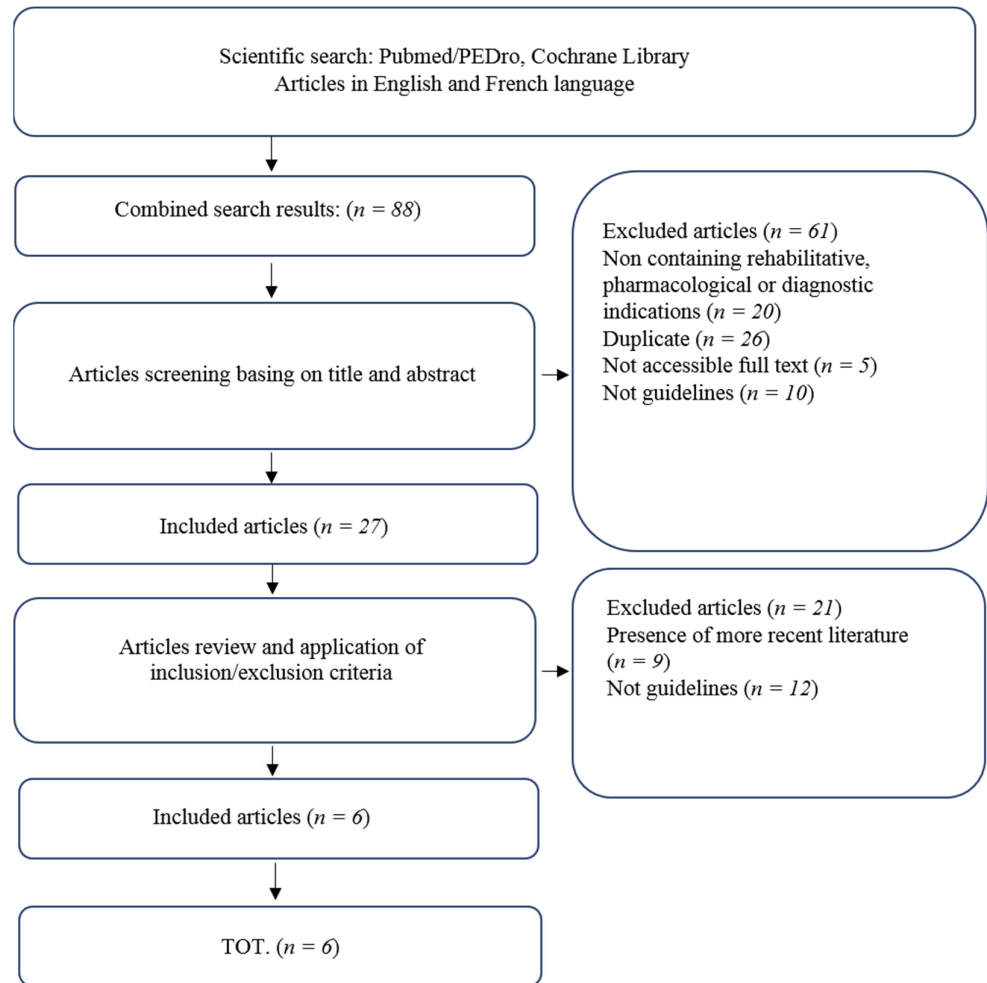 Scientific search: Pubmed/PEDro, Cochrane Library
Articles in English and French language
Combined search results: (n = 88)
Articles screening basing on title and abstract
Excluded articles (n = 61)
Non containing rehabilitative,
pharmacological or diagnostic
indications (n = 20)
Duplicate (n = 26)
Not accessible full text (n = 5)
Not guidelines (n = 10)
Included articles (n = 27)
Articles review and application of
inclusion/exclusion criteria
Excluded articles (n = 21)
Presence of more recent literature
(n = 9)
Not guidelines (n = 12)
Included articles (n = 6)
TOT. (n = 6)